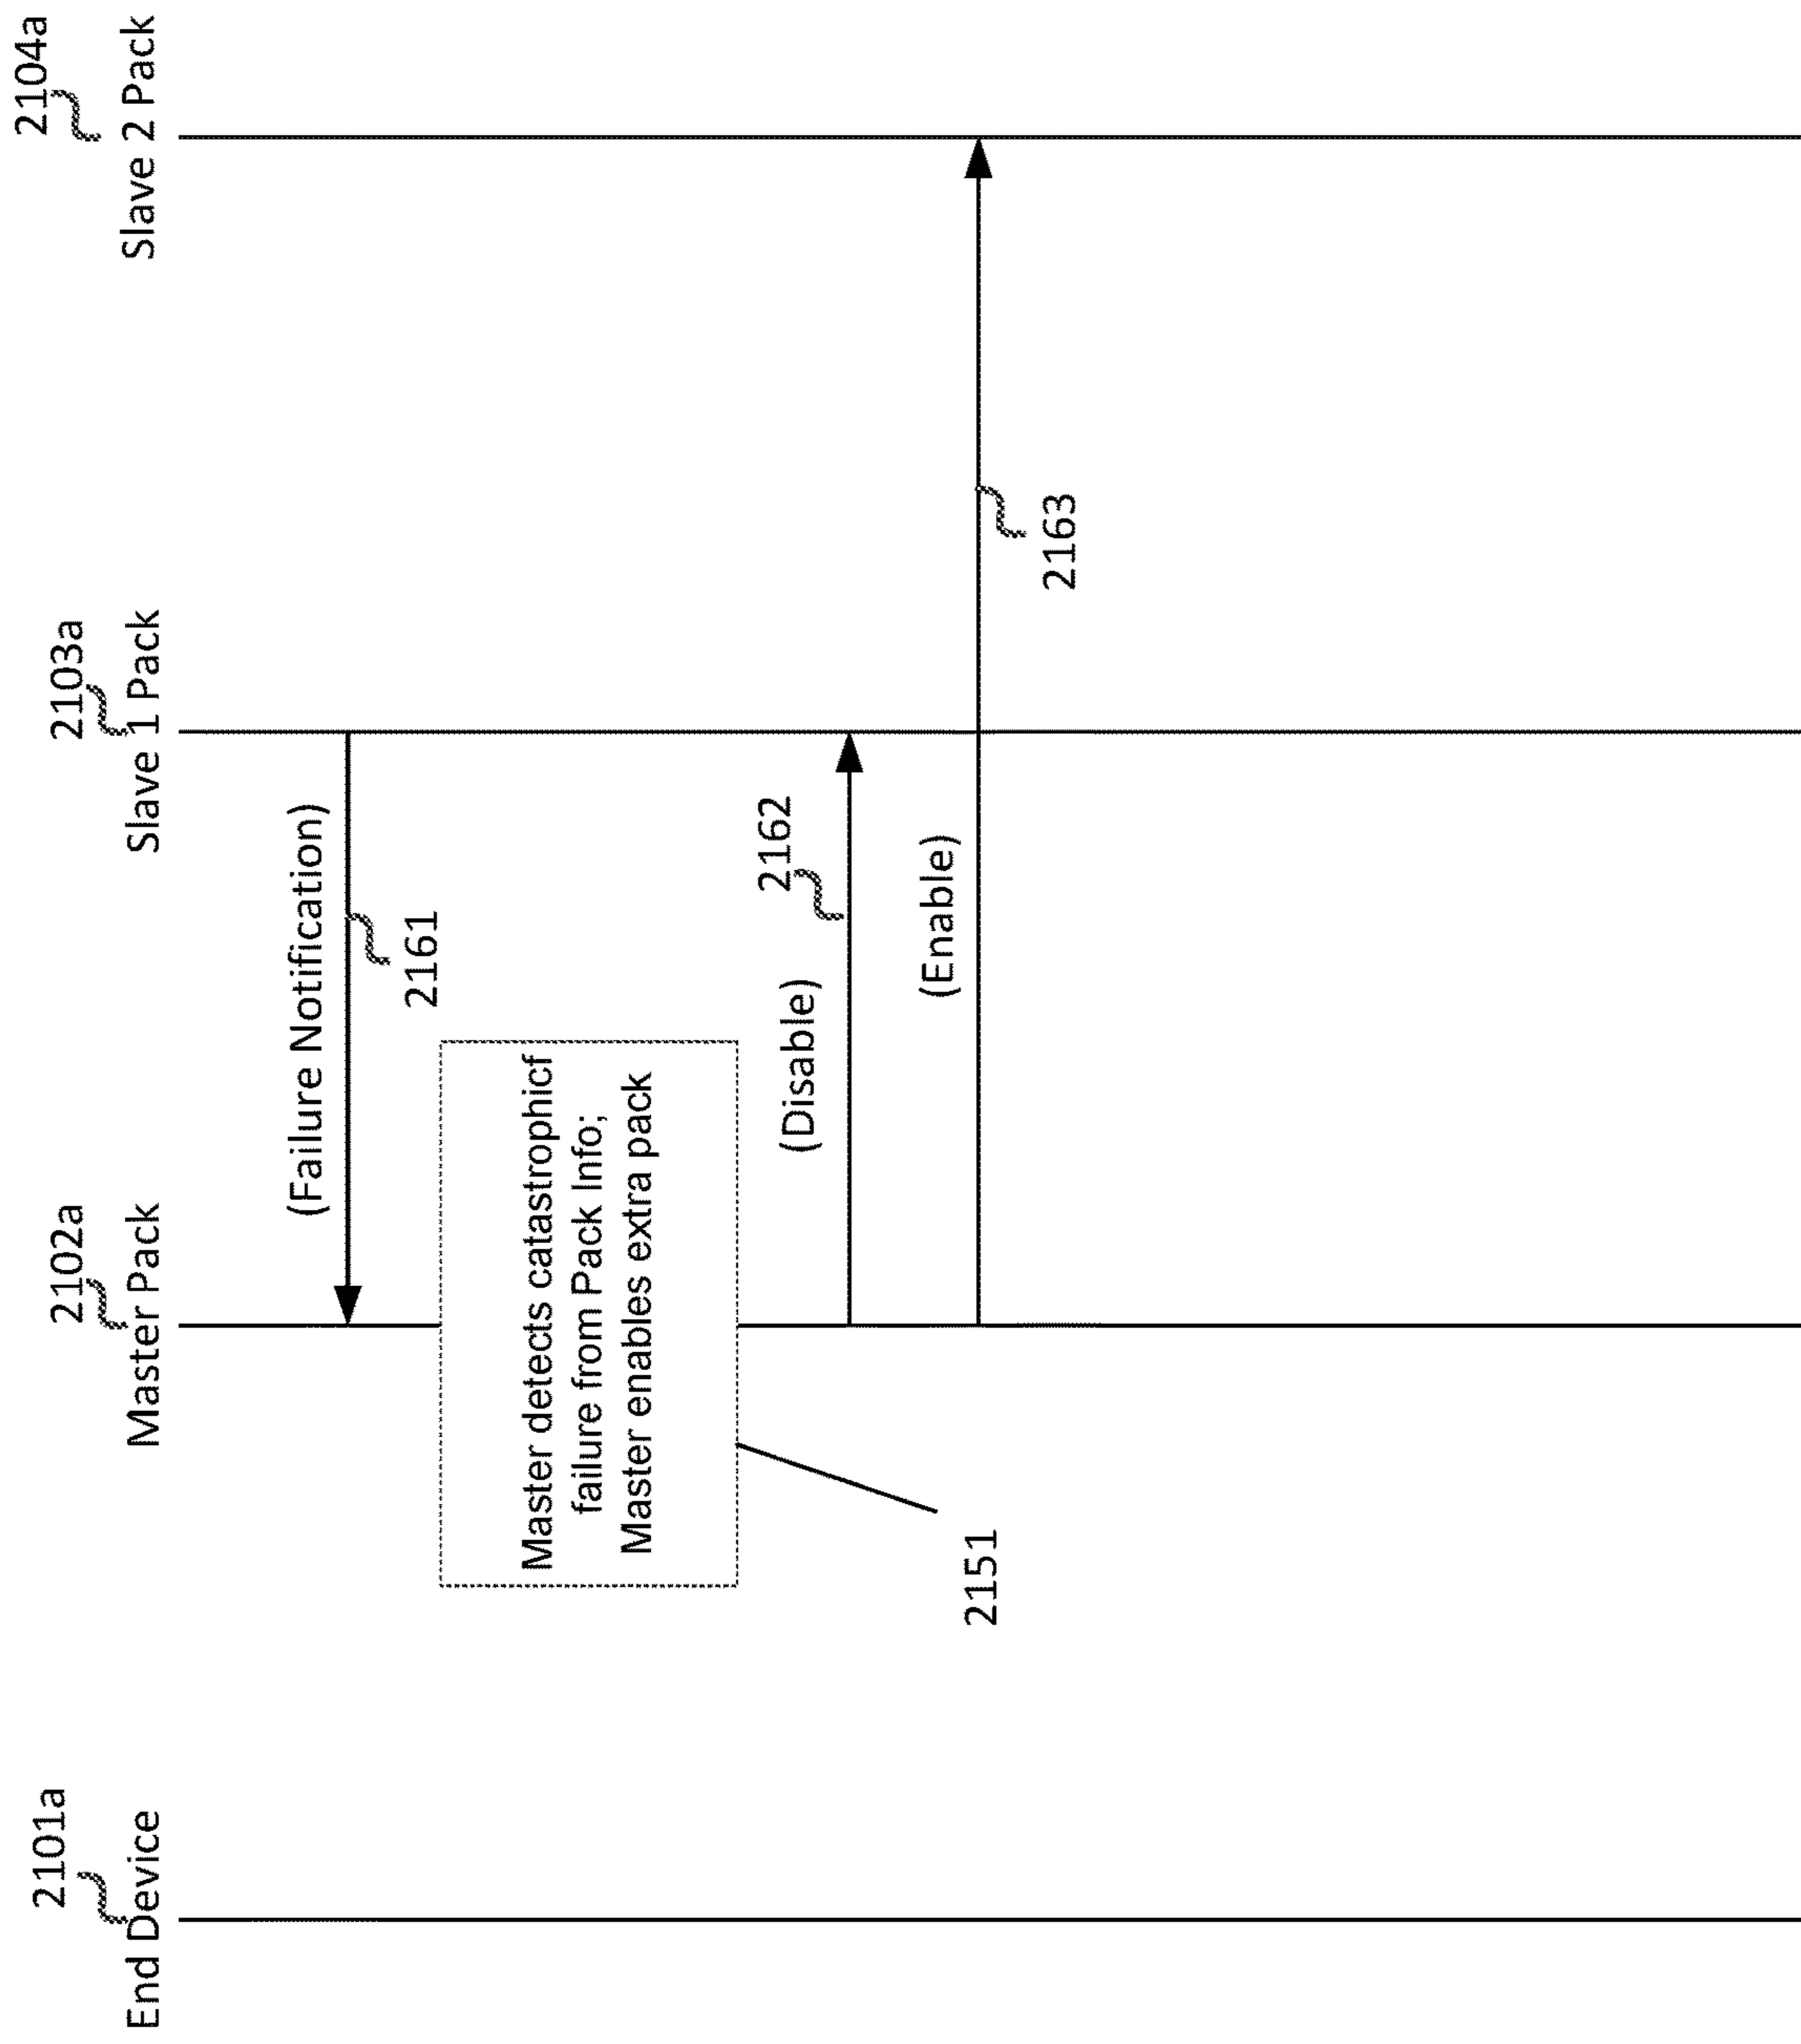 2101a
End Device
2102a
Master Pack
2103a
Slave 1 Pack
2104a
Slave 2 Pack
(Failure Notification)
2161
Master detects catastrophicf
failure from Pack Info;
Master enables extra pack
2151
(Disable)
2162
(Enable)
2163